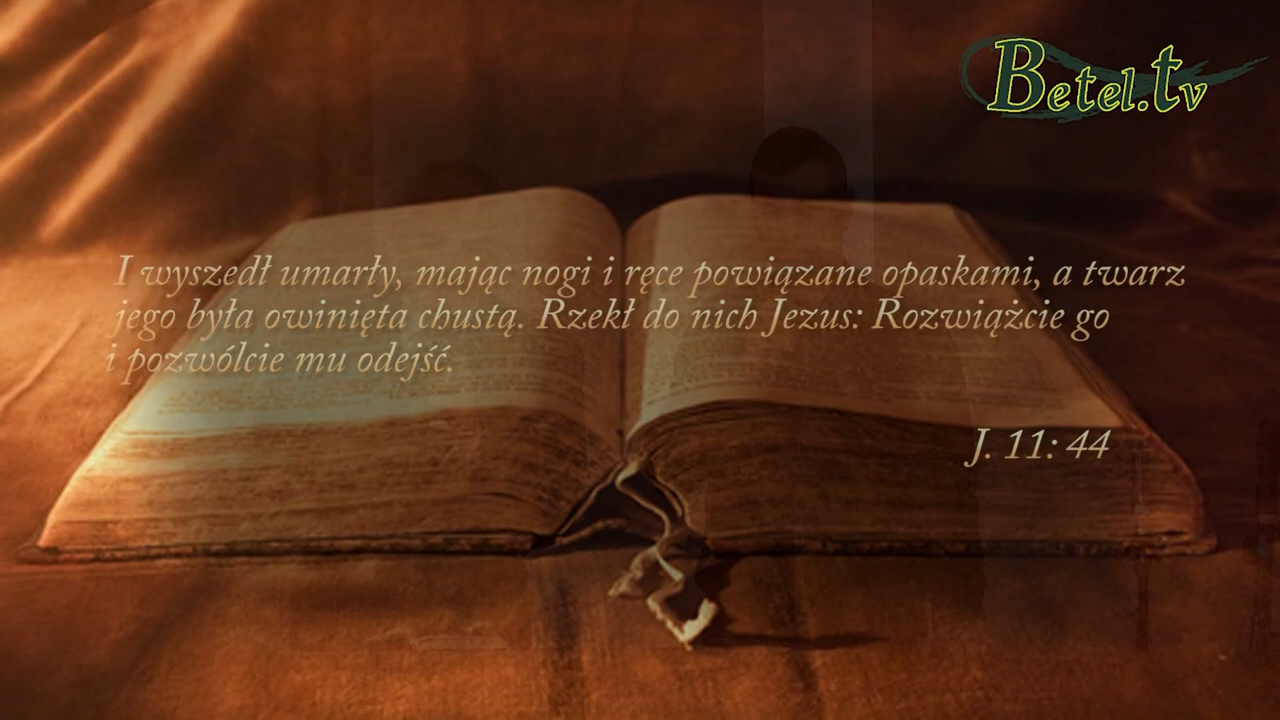 Betel.tv
I wyszedł umarły, mając nogi i ręce powiązane opaskami, a twarz
jego była owinięta chustą. Rzekł do nich Jezus: Rozwiążcie go
i pozwólcie mu odejść.
J. 11: 44